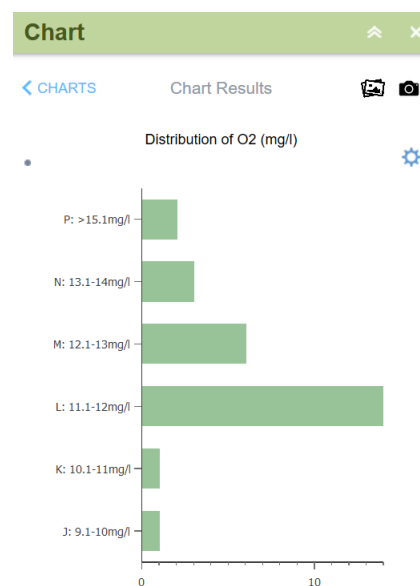 Chart
CHARTS
Chart Results
Distribution of O2 (mg/l)
P: >15.1mg/l
N: 13.1-14mg/l
M: 12.1-13mg/l
L: 11.1-12mg/l
K: 10.1-11mg/l
J: 9.1-10mg/l
0 10